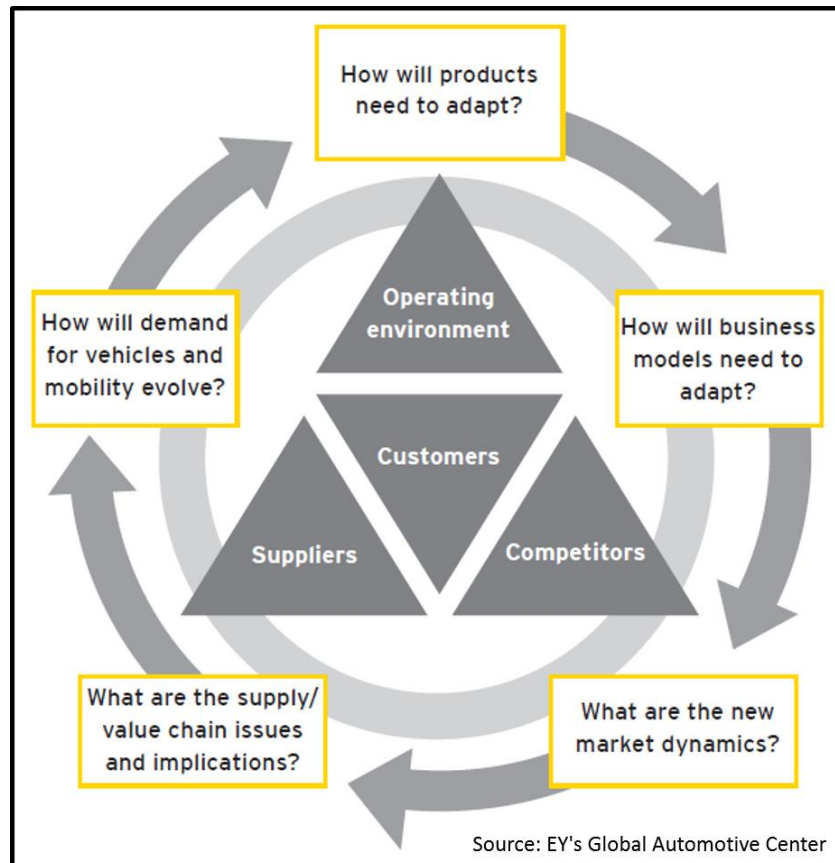 How will products
need to adapt?
Operating
environment
How will demand
for vehicles and
mobility evolve?
How will business
models need to
adapt?
Customers
Suppliers
Competitors
What are the supply/
value chain issues
and implications?
What are the new
market dynamics?
Source: EY's Global Automotive Center